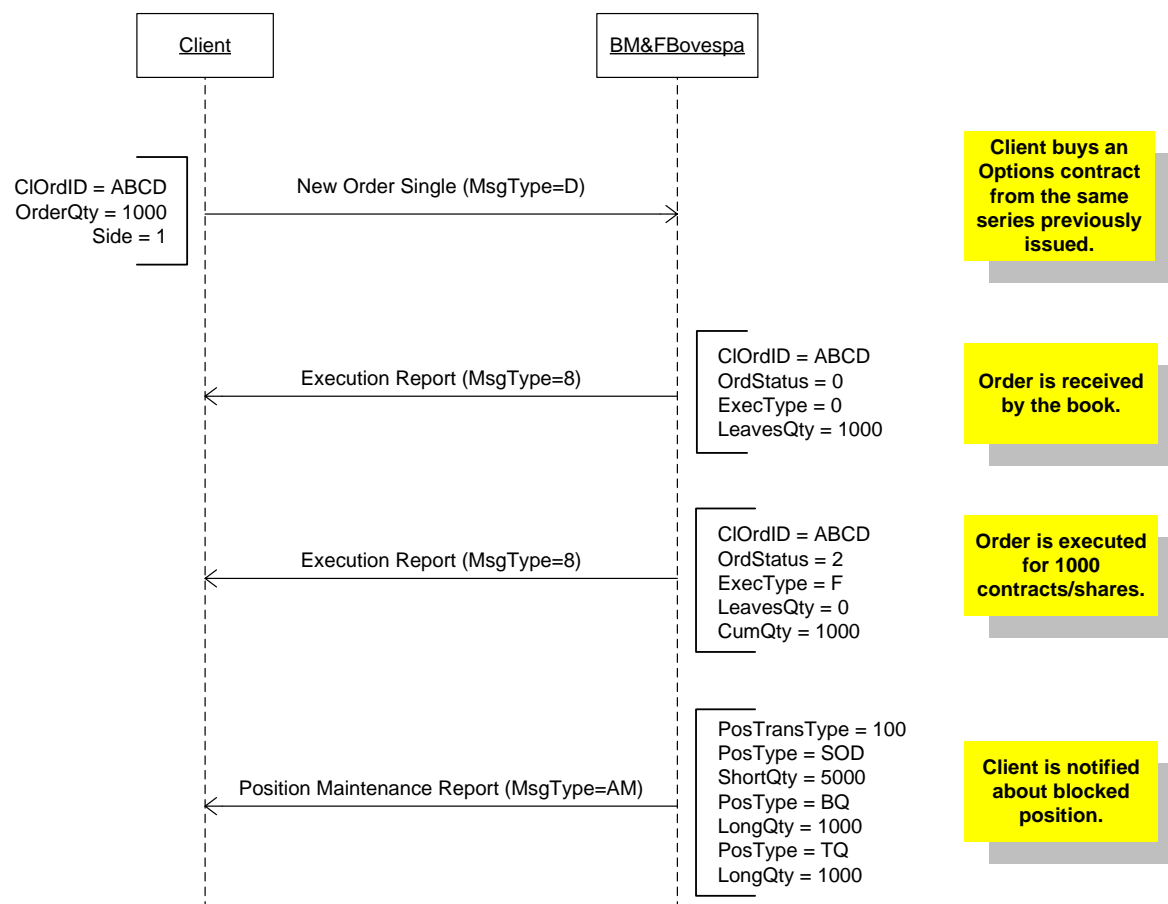 Client
BM&FBovespa
ClOrdID = ABCD
OrderQty = 1000
Side = 1
New Order Single (MsgType=D)
Client buys an
Options contract
from the same
series previously
issued.
Execution Report (MsgType=8)
ClOrdID = ABCD
OrdStatus = 0
ExecType = 0
LeavesQty = 1000
Order is received
by the book.
Execution Report (MsgType=8)
ClOrdID = ABCD
OrdStatus = 2
ExecType = F
LeavesQty = 0
CumQty = 1000
Order is executed
for 1000
contracts/shares.
Position Maintenance Report (MsgType=AM)
PosTransType = 100
PosType = SOD
ShortQty = 5000
PosType = BQ
LongQty = 1000
PosType = TQ
LongQty = 1000
Client is notified
about blocked
position.